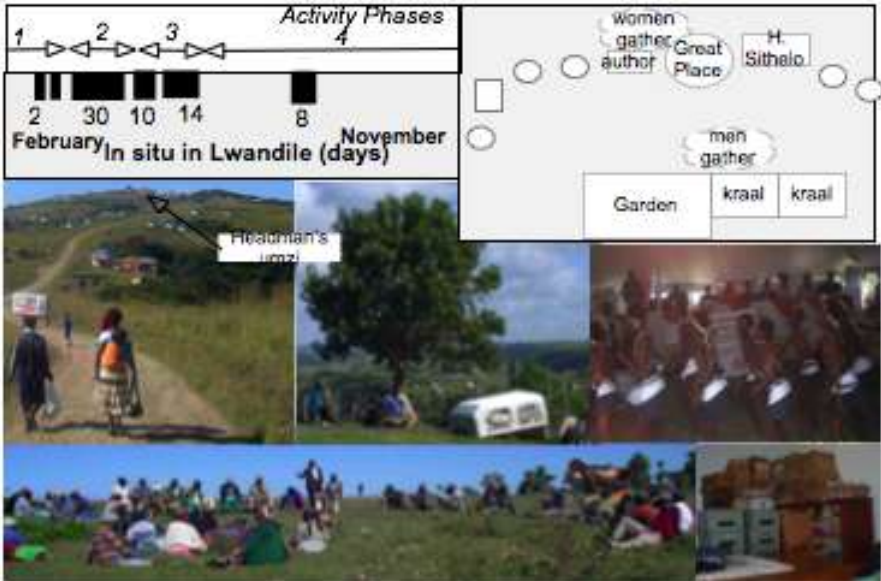 Activity Phases
1 2 3 4
2 30 10 14 8
February November
In situ in Lwandile (days)
women
gather
author
Great
Place
H.
Sithelo
men
gather
Garden
kraal
kraal
Headman's
umzi